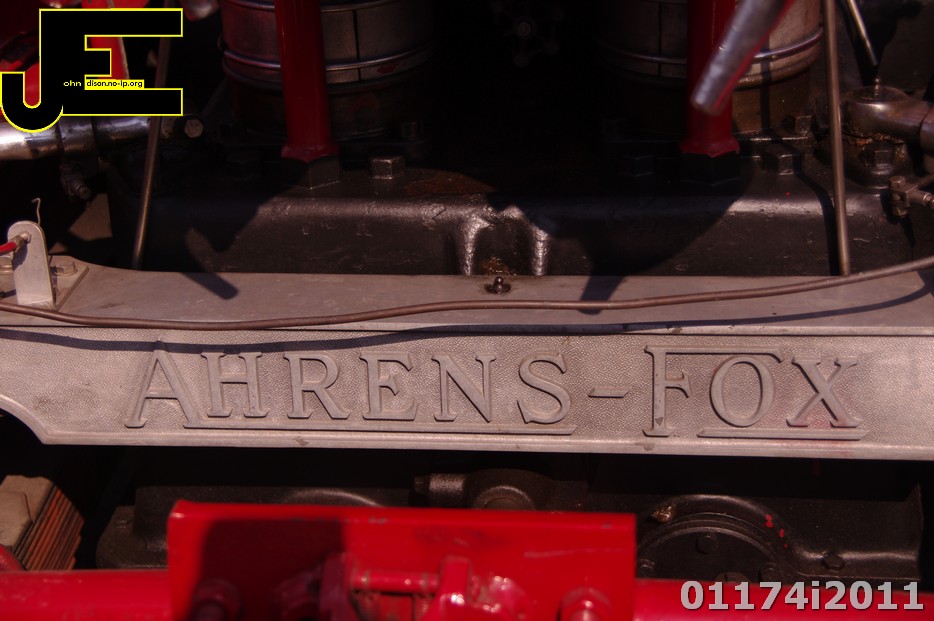 JE
ohn dison.no-ip.org
AHRENS-FOX
01174i2011